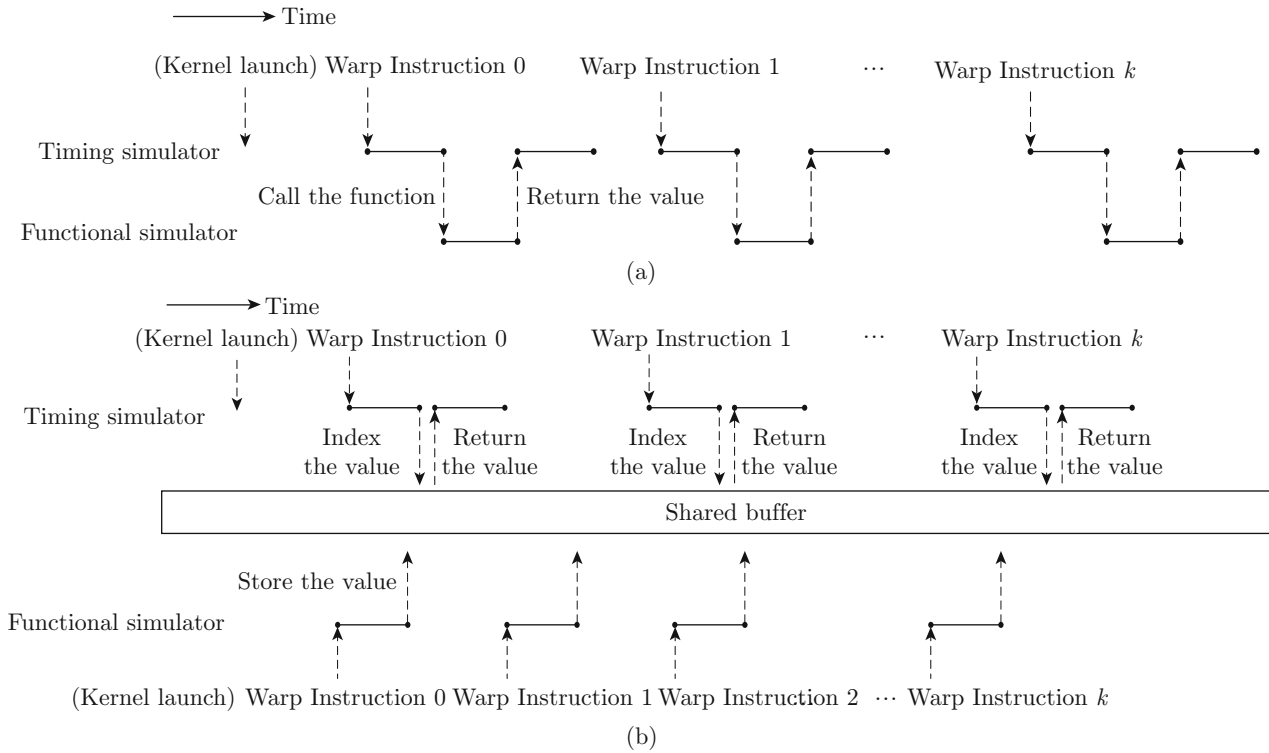 Time
(Kernel launch) Warp Instruction 0 Warp Instruction 1 ... Warp Instruction k
Timing simulator
Call the function Return the value
Functional simulator
(a)
Time
(Kernel launch) Warp Instruction 0 Warp Instruction 1 ... Warp Instruction k
Timing simulator
Index Return Index Return Index Return
the value the value the value the value the value the value
Shared buffer
Store the value
Functional simulator
(Kernel launch) Warp Instruction 0 Warp Instruction 1 Warp Instruction 2 ... Warp Instruction k
(b)